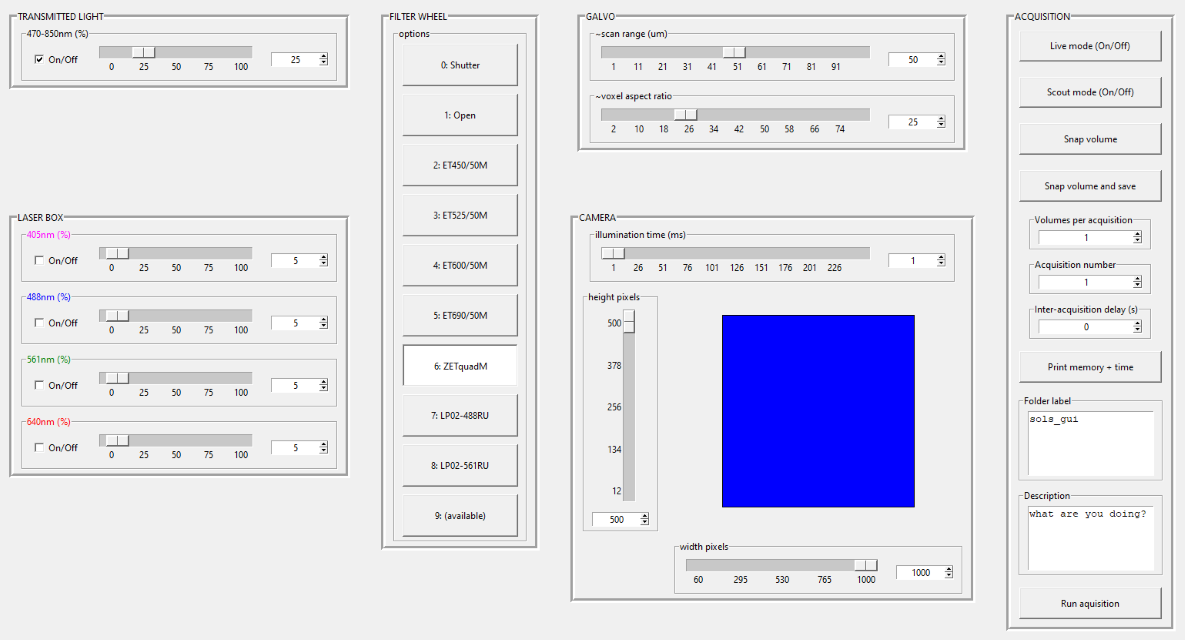 TRANSMITTED LIGHT
470-850nm (%)
On/Off
0 25 50 75 100
25
LASER BOX
405nm (%)
On/Off
0 25 50 75 100
5
488nm (%)
On/Off
0 25 50 75 100
5
561nm (%)
On/Off
0 25 50 75 100
5
640nm (%)
On/Off
0 25 50 75 100
5
FILTER WHEEL
options
0: Shutter
1: Open
2: ET450/50M
3: ET525/50M
4: ET600/50M
5: ET690/50M
6: ZETquadM
7: LP02-488RU
8: LP02-561RU
9: (available)
GALVO
~scan range (um)
1 11 21 31 41 51 61 71 81 91
50
~voxel aspect ratio
2 10 18 26 34 42 50 58 66 74
25
CAMERA
illumination time (ms)
1 26 51 76 101 126 151 176 201 226
1
height pixels
500
378
256
134
12
500
width pixels
60 295 530 765 1000
1000
ACQUISITION
Live mode (On/Off)
Scout mode (On/Off)
Snap volume
Snap volume and save
Volumes per acquisition
1
Acquisition number
1
Inter-acquisition delay (s)
0
Print memory + time
Folder label
sols_gui
Description
what are you doing?
Run aquisition